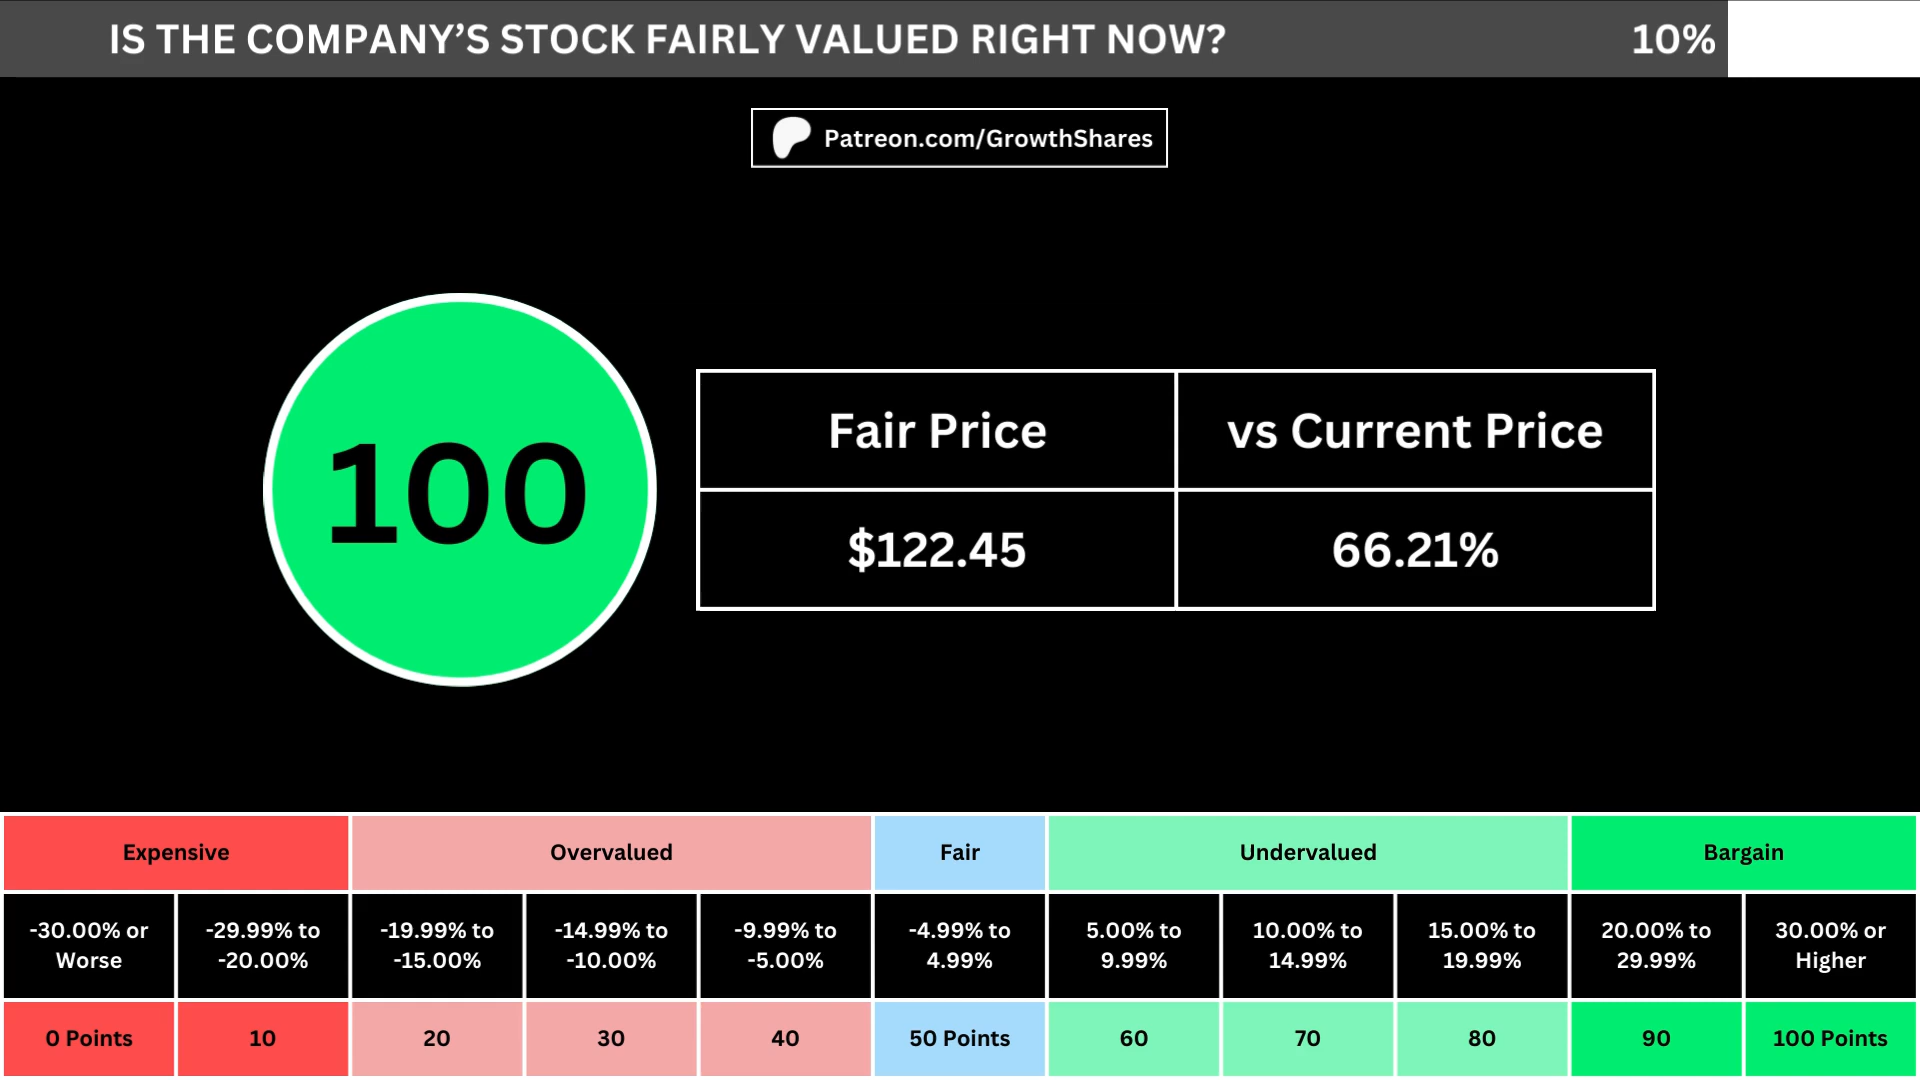 IS THE COMPANY’S STOCK FAIRLY VALUED RIGHT NOW? 10%
Patreon.com/GrowthShares
100
Fair Price vs Current Price
$122.45 66.21%
Expensive Overvalued Fair Undervalued Bargain
-30.00% or -29.99% to -19.99% to -14.99% to -9.99% to -4.99% to 5.00% to 10.00% to 15.00% to 20.00% to 30.00% or
Worse -20.00% -15.00% -10.00% -5.00% 4.99% 9.99% 14.99% 19.99% 29.99% Higher
0 Points 10 20 30 40 50 Points 60 70 80 90 100 Points